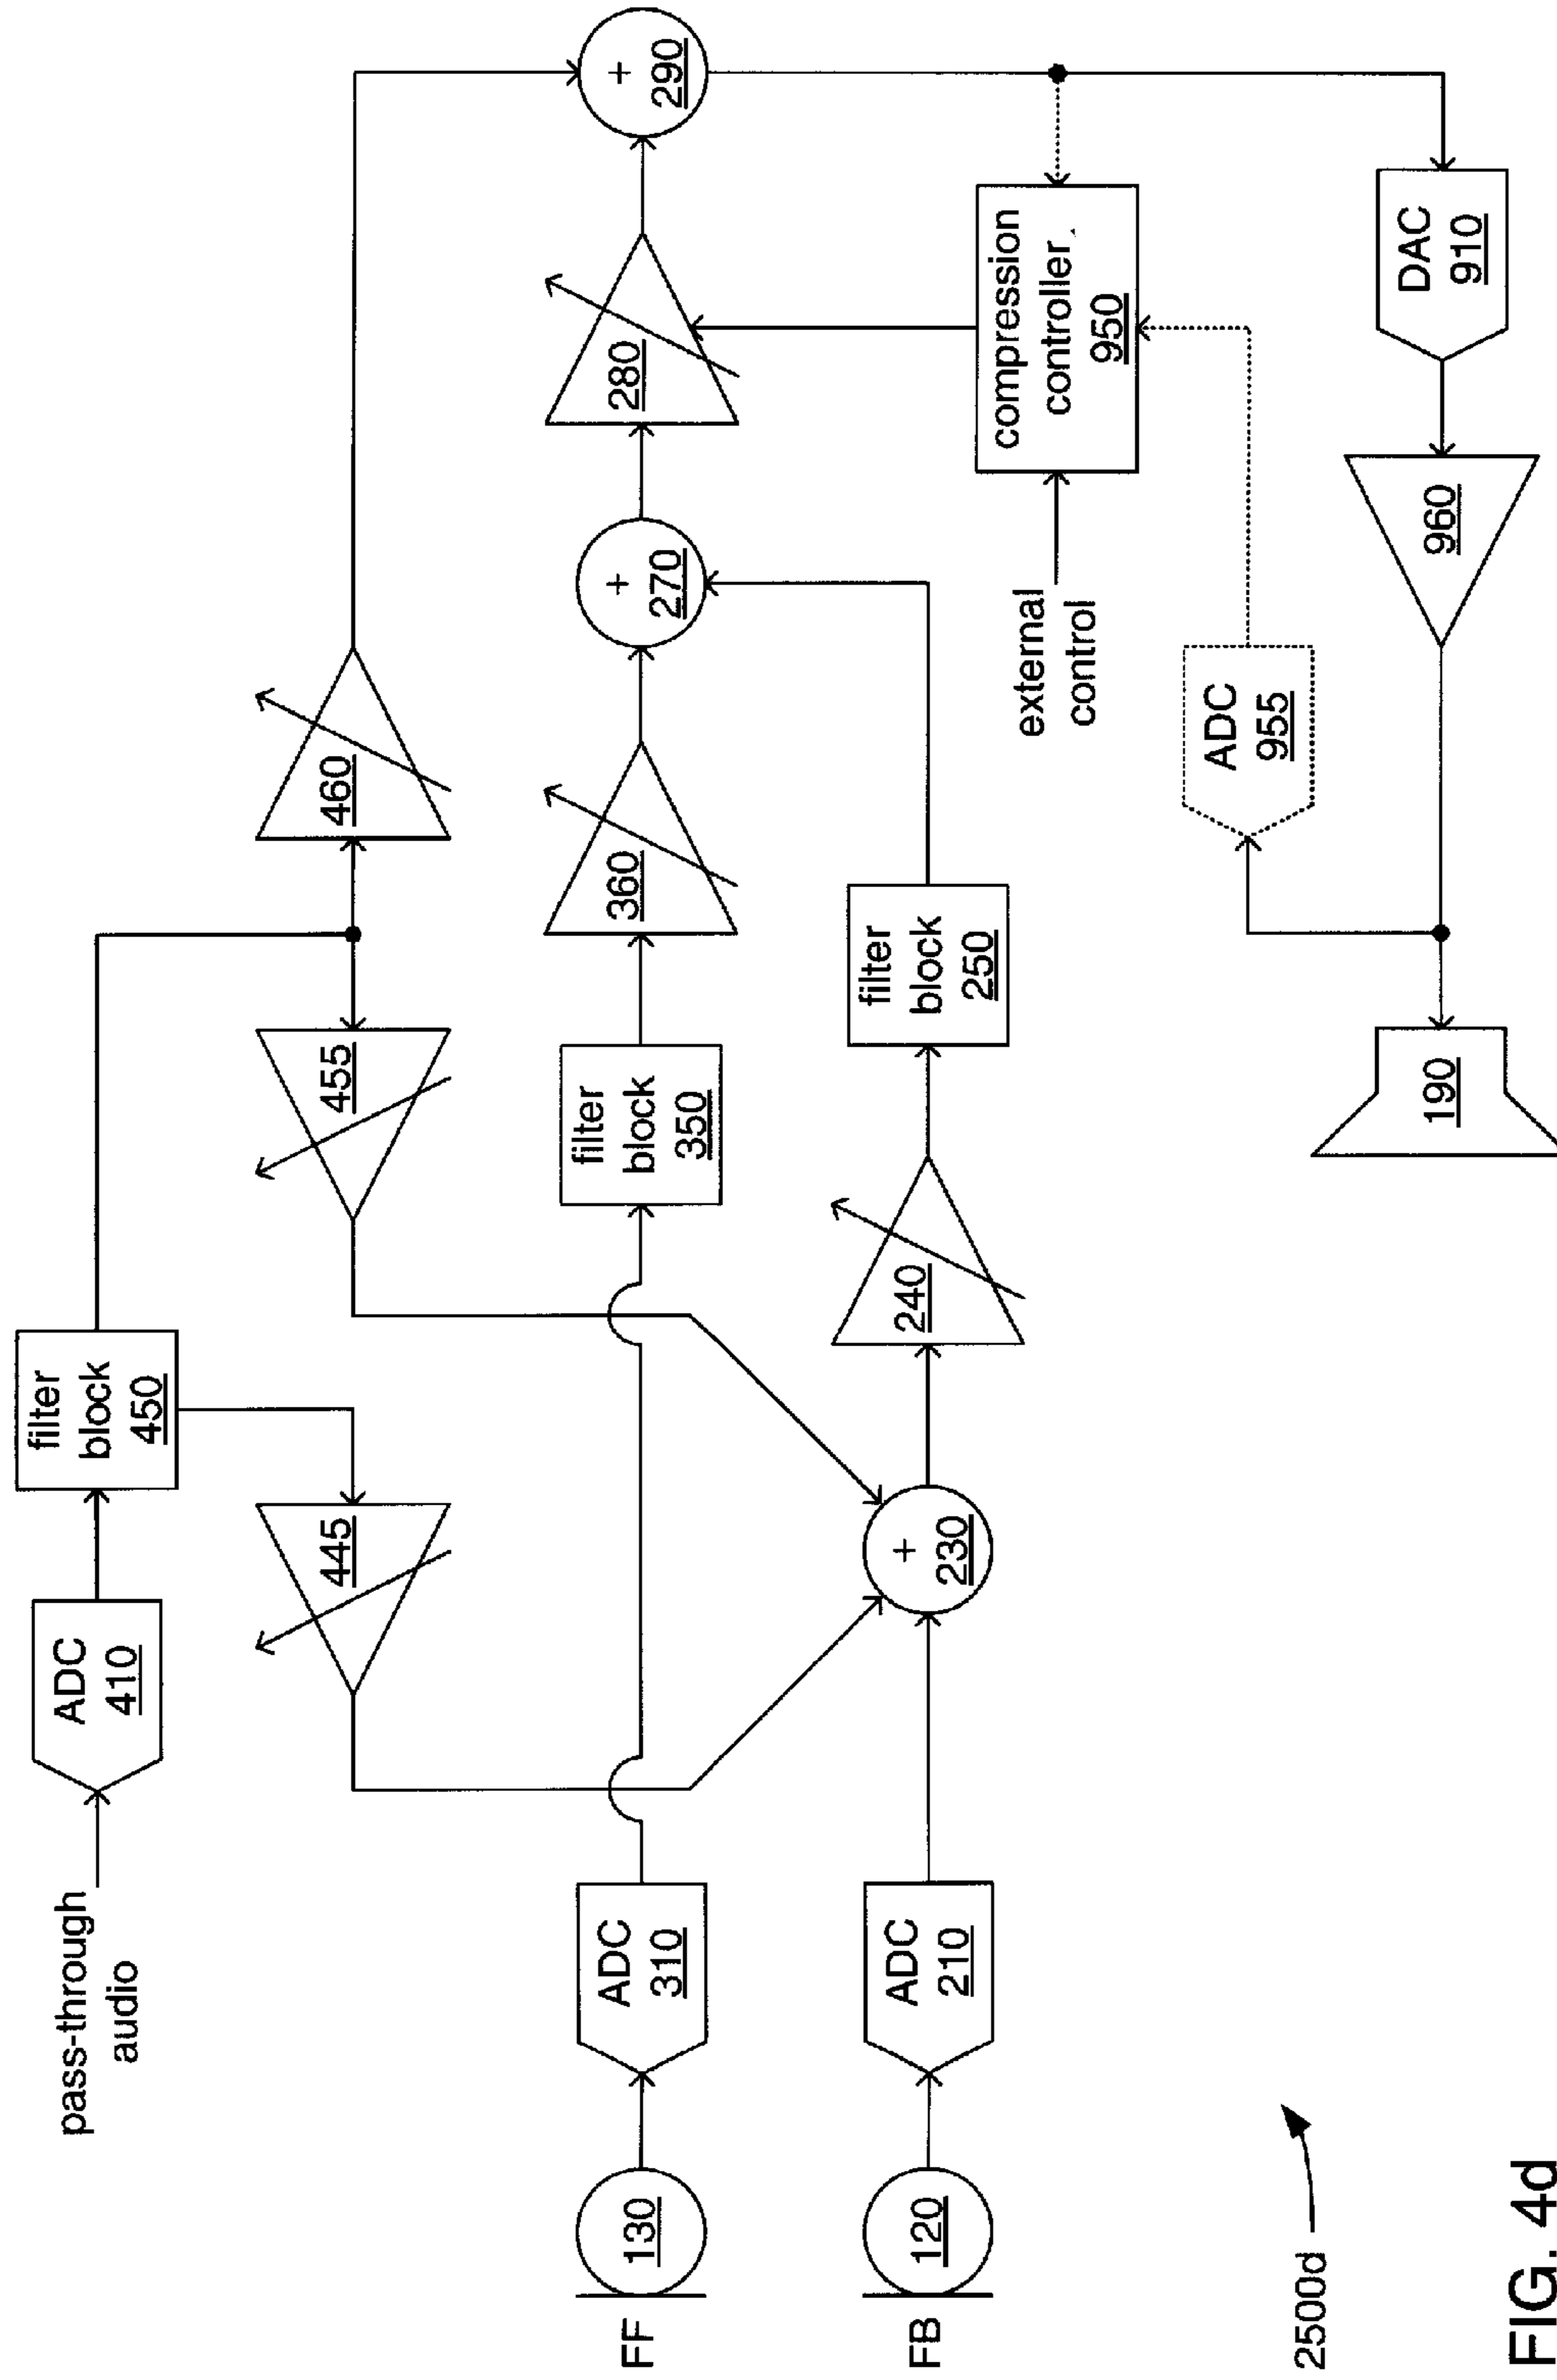 pass-through
audio
ADC
410
filter
block
450
445
455
460
FF
130
ADC
310
filter
block
350
360
+
270
280
+
290
FB
120
ADC
210
+
230
240
filter
block
250
external
control
compression
controller
950
ADC
955
190
960
DAC
910
2500d
FIG. 4d